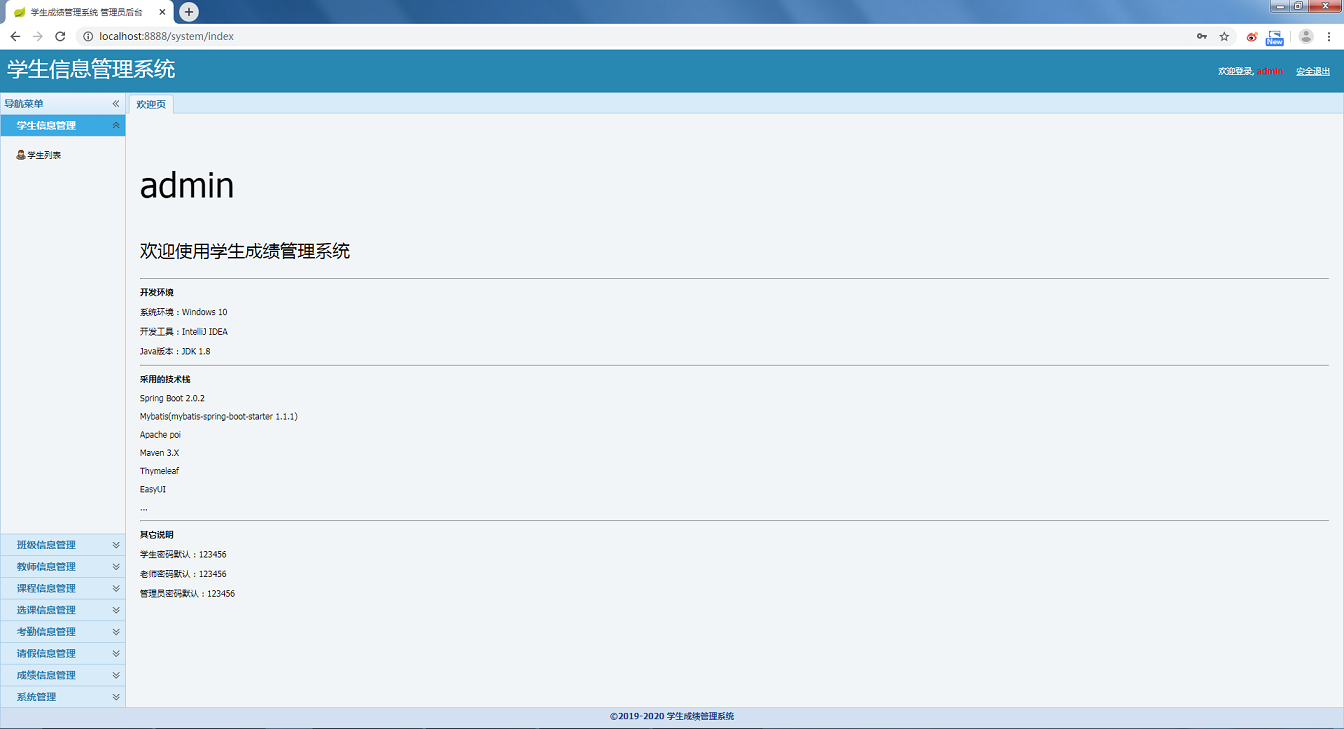 学生成绩管理系统 管理员后台
localhost:8888/system/index
New
学生信息管理系统
欢迎登录, admin 安全退出
导航菜单
欢迎页
学生信息管理
学生列表
admin
欢迎使用学生成绩管理系统
开发环境
系统环境：Windows 10
开发工具：IntelliJ IDEA
Java版本：JDK 1.8
采用的技术栈
Spring Boot 2.0.2
Mybatis(mybatis-spring-boot-starter 1.1.1)
Apache poi
Maven 3.X
Thymeleaf
EasyUI
...
其它说明
学生密码默认：123456
老师密码默认：123456
管理员密码默认：123456
班级信息管理
教师信息管理
课程信息管理
选课信息管理
考勤信息管理
请假信息管理
成绩信息管理
系统管理
©2019-2020 学生成绩管理系统